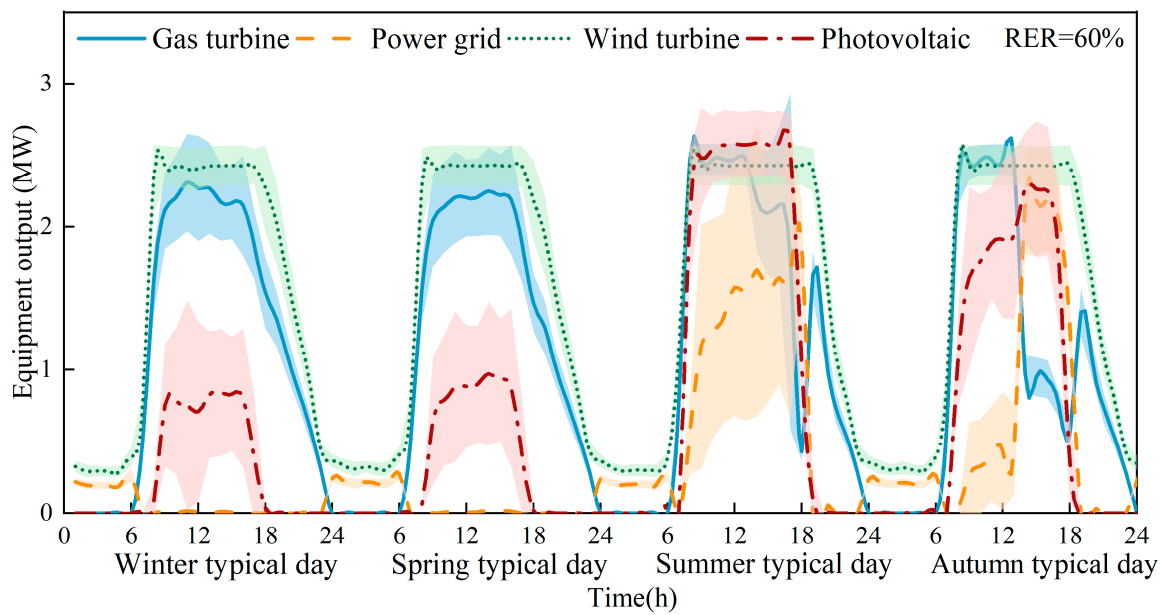 Gas turbine Power grid Wind turbine Photovoltaic RER=60%
Equipment output (MW)
3
2
1
0
0 6 12 18 24 6 12 18 24 6 12 18 24 6 12 18 24
Winter typical day Spring typical day Summer typical day Autumn typical day
Time(h)